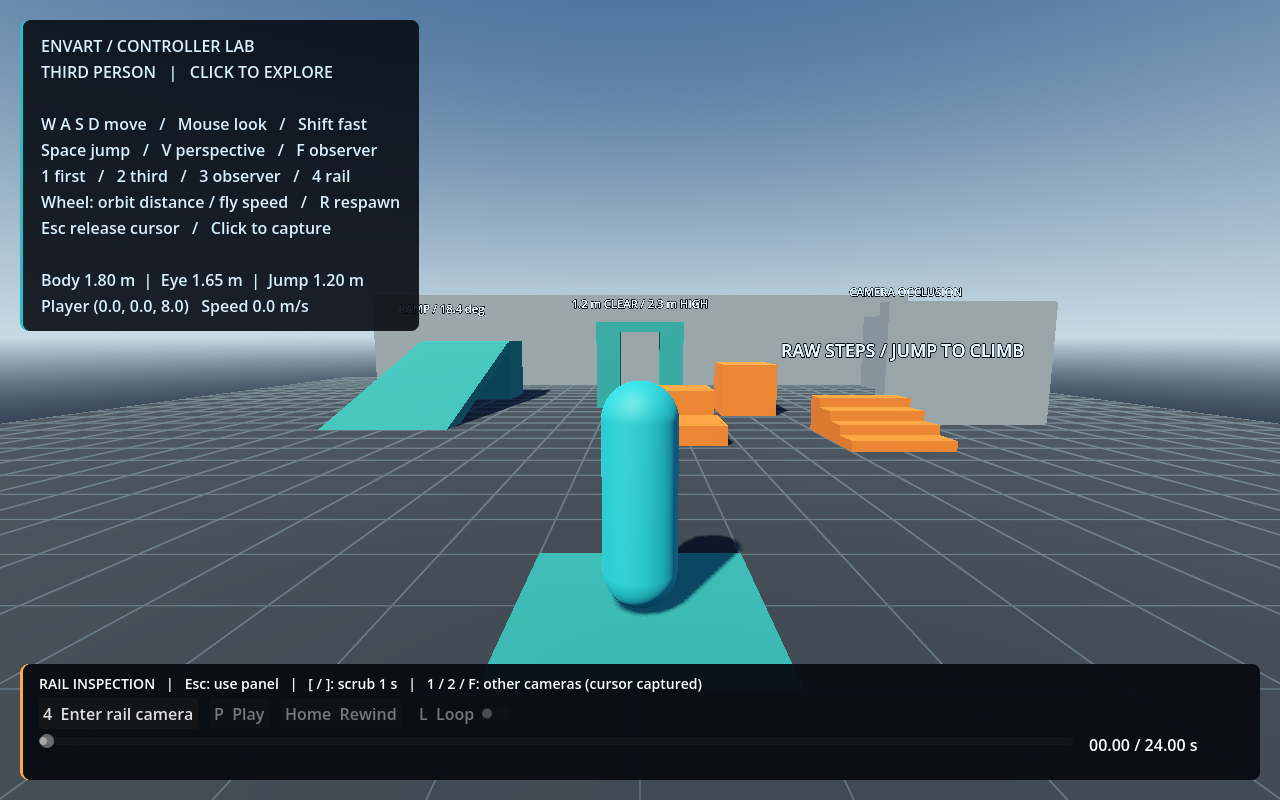 ENVART / CONTROLLER LAB
THIRD PERSON | CLICK TO EXPLORE
W A S D move / Mouse look / Shift fast
Space jump / V perspective / F observer
1 first / 2 third / 3 observer / 4 rail
Wheel: orbit distance / fly speed / R respawn
Esc release cursor / Click to capture
Body 1.80 m | Eye 1.65 m | Jump 1.20 m
Player (0.0, 0.0, 8.0) Speed 0.0 m/s
/ 18.4 deg
1.2 m CLEAR / 2.3 m HIGH
CAMERA OCCLUSION
RAW STEPS / JUMP TO CLIMB
RAIL INSPECTION | Esc: use panel | [ / ]: scrub 1 s | 1 / 2 / F: other cameras (cursor captured)
4 Enter rail camera P Play Home Rewind L Loop
00.00 / 24.00 s